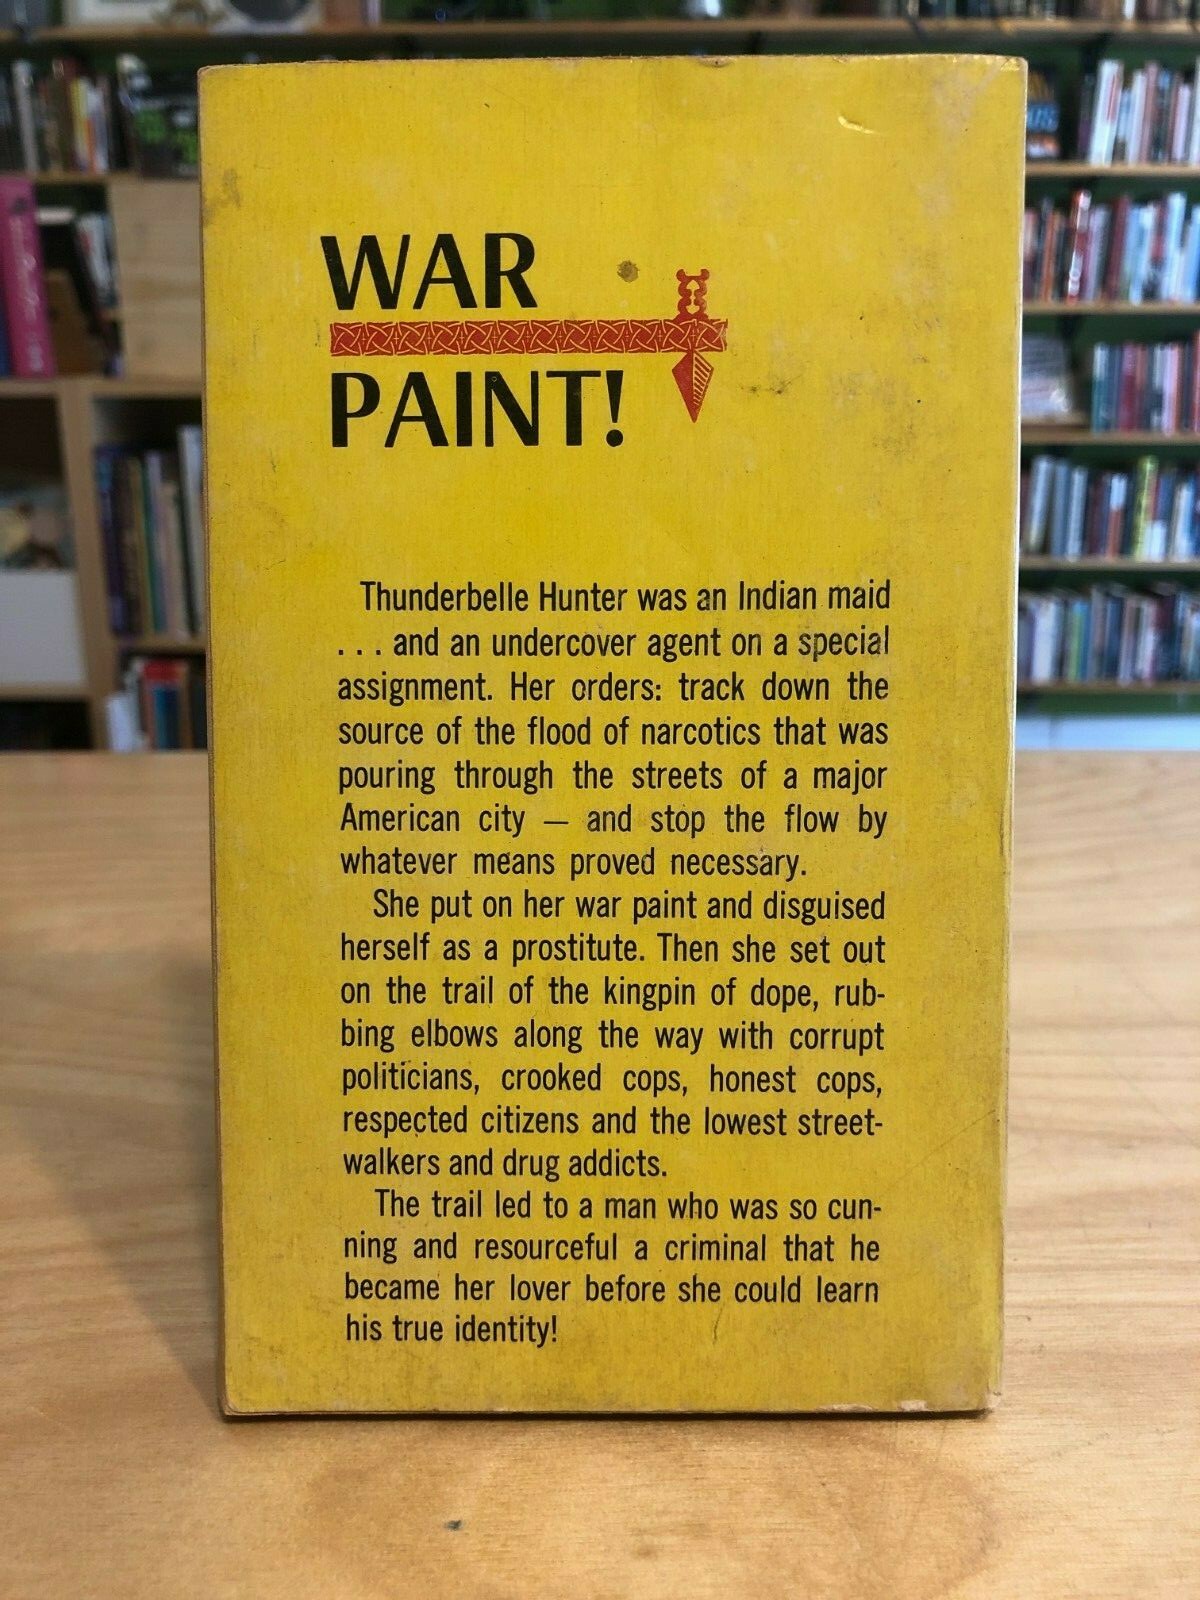 WAR
PAINT!
Thunderbelle Hunter was an Indian maid
. . . and an undercover agent on a special
assignment. Her orders: track down the
source of the flood of narcotics that was
pouring through the streets of a major
American city — and stop the flow by
whatever means proved necessary.
She put on her war paint and disguised
herself as a prostitute. Then she set out
on the trail of the kingpin of dope, rub-
bing elbows along the way with corrupt
politicians, crooked cops, honest cops,
respected citizens and the lowest street-
walkers and drug addicts.
The trail led to a man who was so cun-
ning and resourceful a criminal that he
became her lover before she could learn
his true identity!